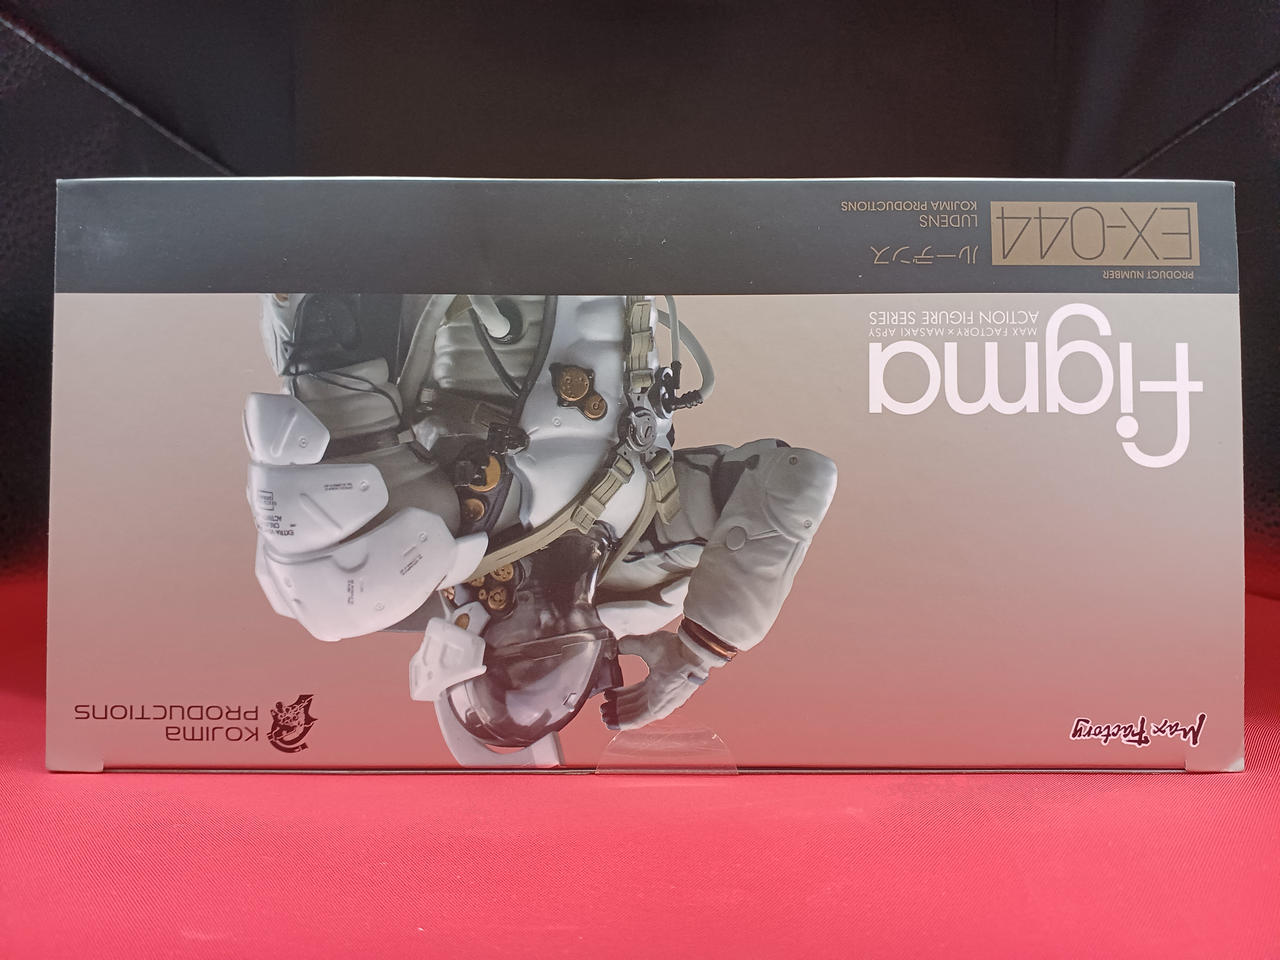 figma
MAX FACTORY × MASAKI APSY
ACTION FIGURE SERIES
PRODUCT NUMBER
EX-044
ルーデンス
LUDENS
KOJIMA PRODUCTIONS
Max Factory
KOJIMA
PRODUCTIONS
EXTRA